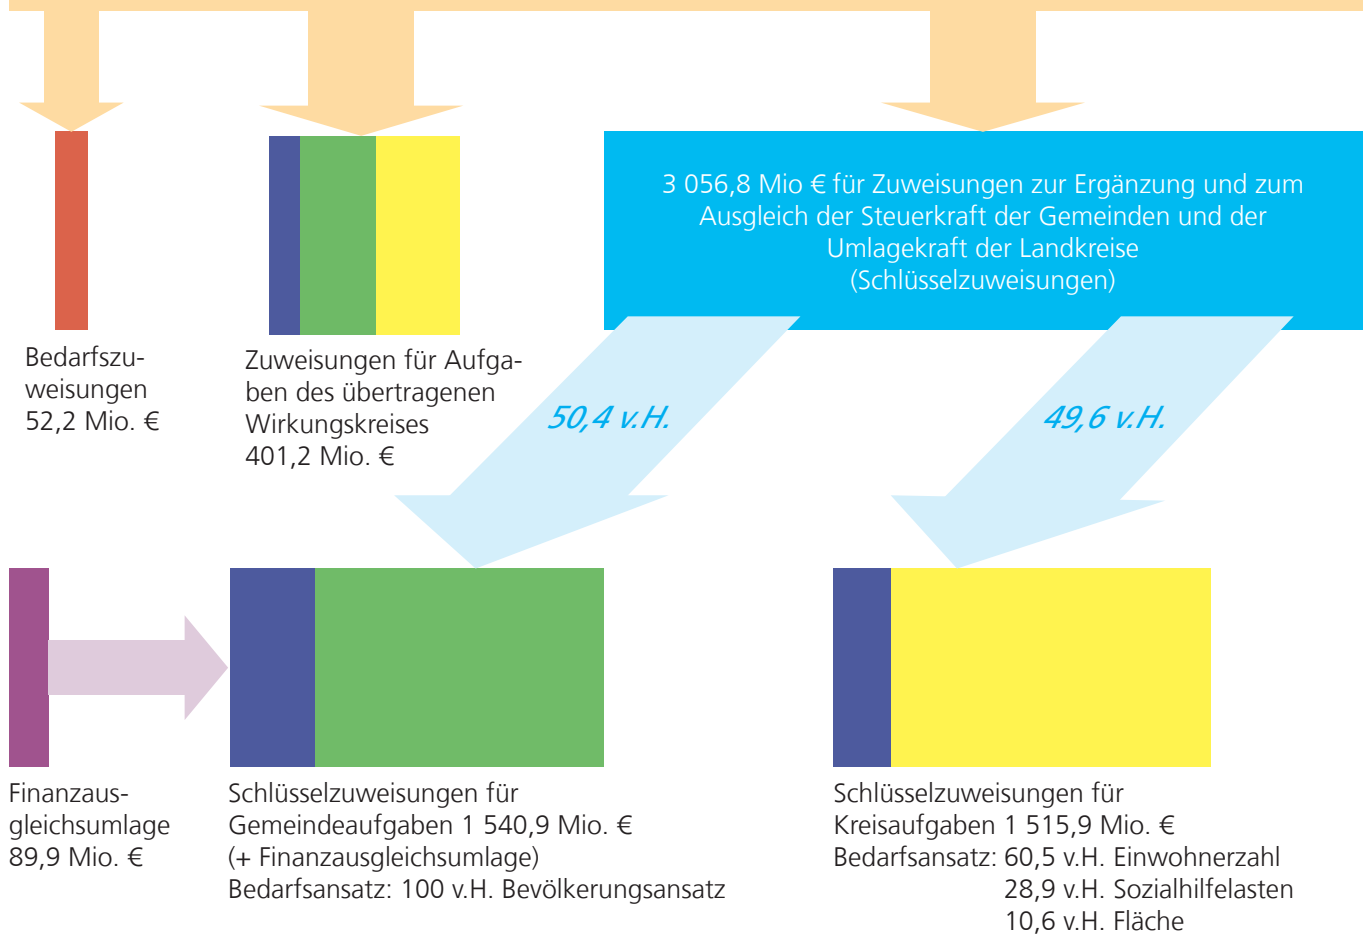 3 056,8 Mio € für Zuweisungen zur Ergänzung und zum
Ausgleich der Steuerkraft der Gemeinden und der
Umlagekraft der Landkreise
(Schlüsselzuweisungen)
Bedarfszu-
weisungen
52,2 Mio. €
Zuweisungen für Aufga-
ben des übertragenen
Wirkungskreises
401,2 Mio. €
50,4 v.H.
49,6 v.H.
Finanzaus-
gleichsumlage
89,9 Mio. €
Schlüsselzuweisungen für
Gemeindeaufgaben 1 540,9 Mio. €
(+ Finanzausgleichsumlage)
Bedarfsansatz: 100 v.H. Bevölkerungsansatz
Schlüsselzuweisungen für
Kreisaufgaben 1 515,9 Mio. €
Bedarfsansatz: 60,5 v.H. Einwohnerzahl
28,9 v.H. Sozialhilfelasten
10,6 v.H. Fläche